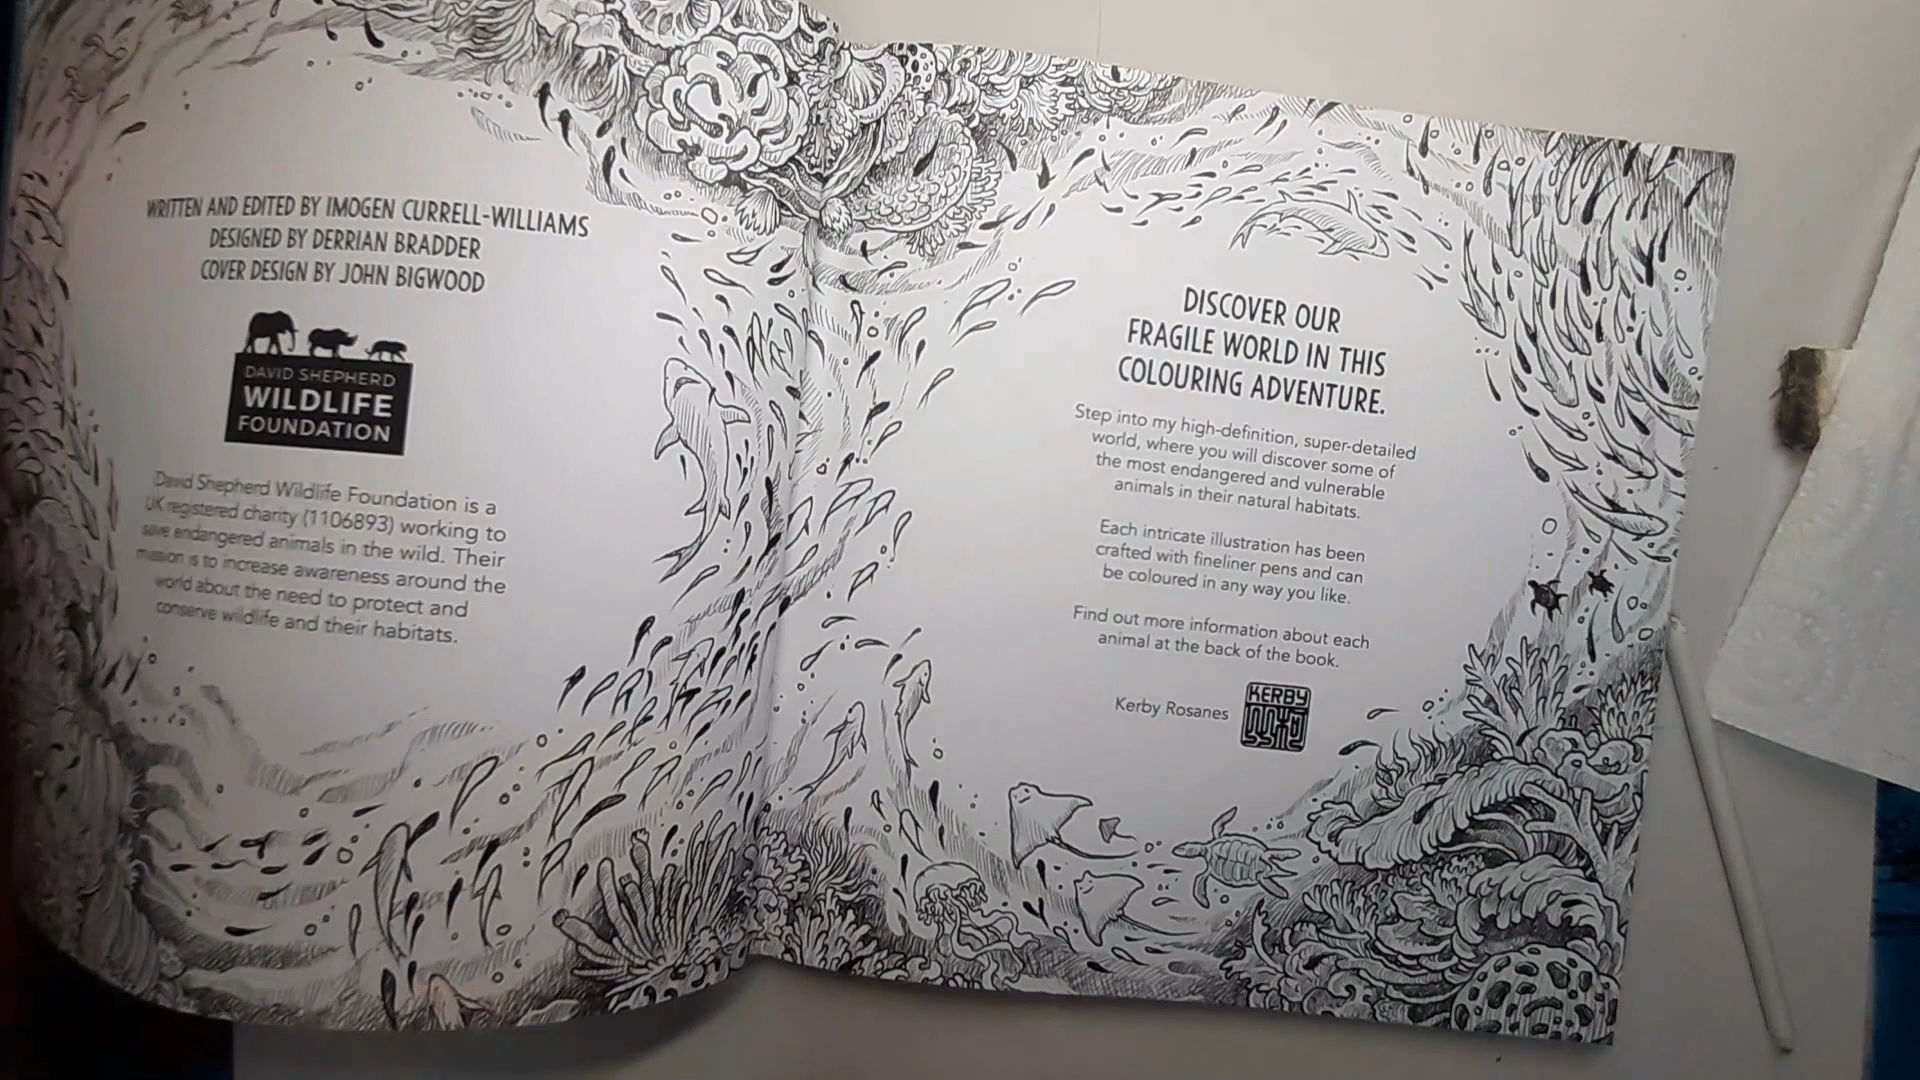 WRITTEN AND EDITED BY IMOGEN CURRELL-WILLIAMS
DESIGNED BY DERRIAN BRADDER
COVER DESIGN BY JOHN BIGWOOD
DAVID SHEPHERD
WILDLIFE
FOUNDATION
David Shepherd Wildlife Foundation is a
UK registered charity (1106893) working to
save endangered animals in the wild. Their
mission is to increase awareness around the
world about the need to protect and
conserve wildlife and their habitats.
DISCOVER OUR
FRAGILE WORLD IN THIS
COLOURING ADVENTURE.
Step into my high-definition, super-detailed
world, where you will discover some of
the most endangered and vulnerable
animals in their natural habitats.
Each intricate illustration has been
crafted with fineliner pens and can
be coloured in any way you like.
Find out more information about each
animal at the back of the book.
Kerby Rosanes
KERBY